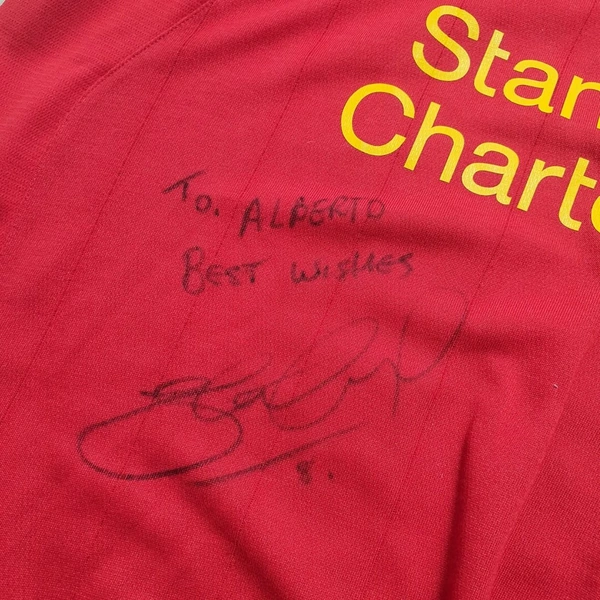 Stan
Charte
To. ALBERTO
BEST WISHES
8.